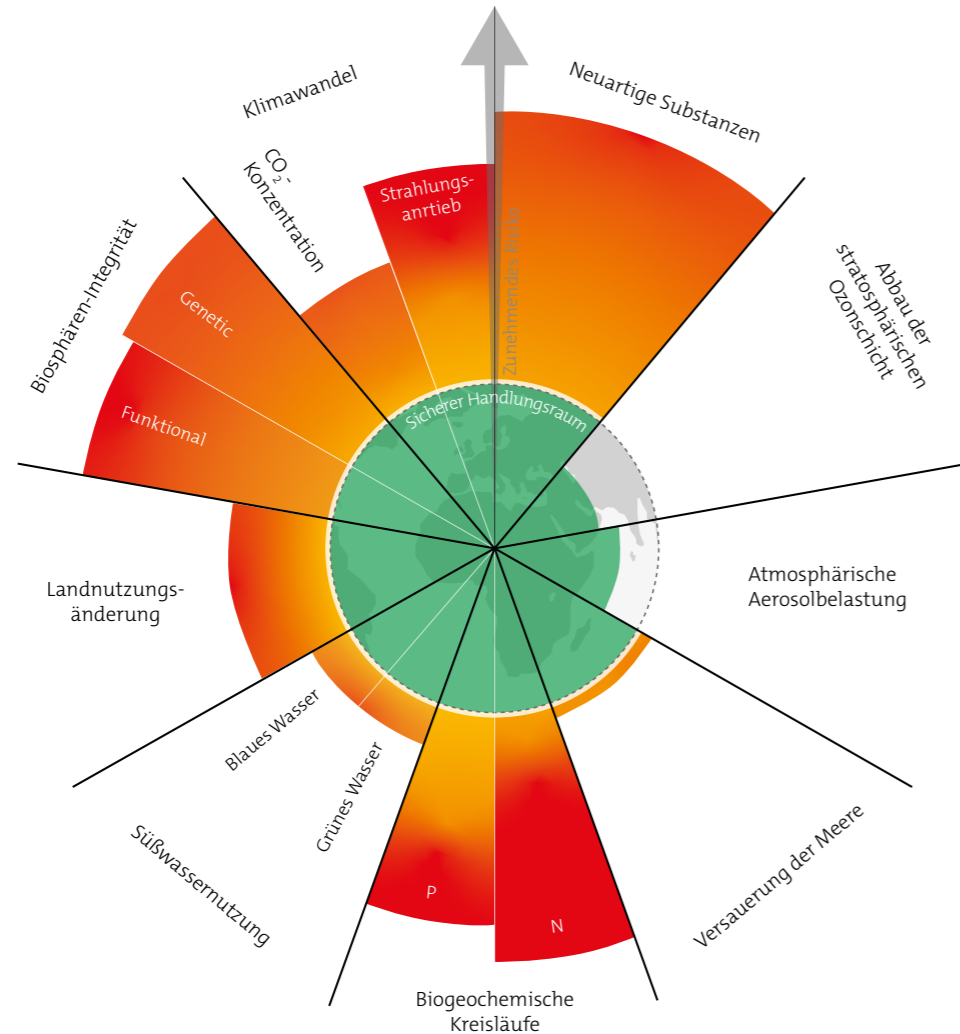 Klimawandel
Neuartige Substanzen
CO₂-
Konzentration
Strahlungs-
anrtieb
Zunehmendes Risiko
Abbau der
stratosphärischen
Ozonschicht
Biosphären-Integrität
Genetic
Funktional
Sicherer Handlungsraum
Landnutzungs-
änderung
Atmosphärische
Aerosolbelastung
Blaues Wasser
Grünes Wasser
Süßwassernutzung
P
N
Versauerung der Meere
Biogeochemische
Kreisläufe